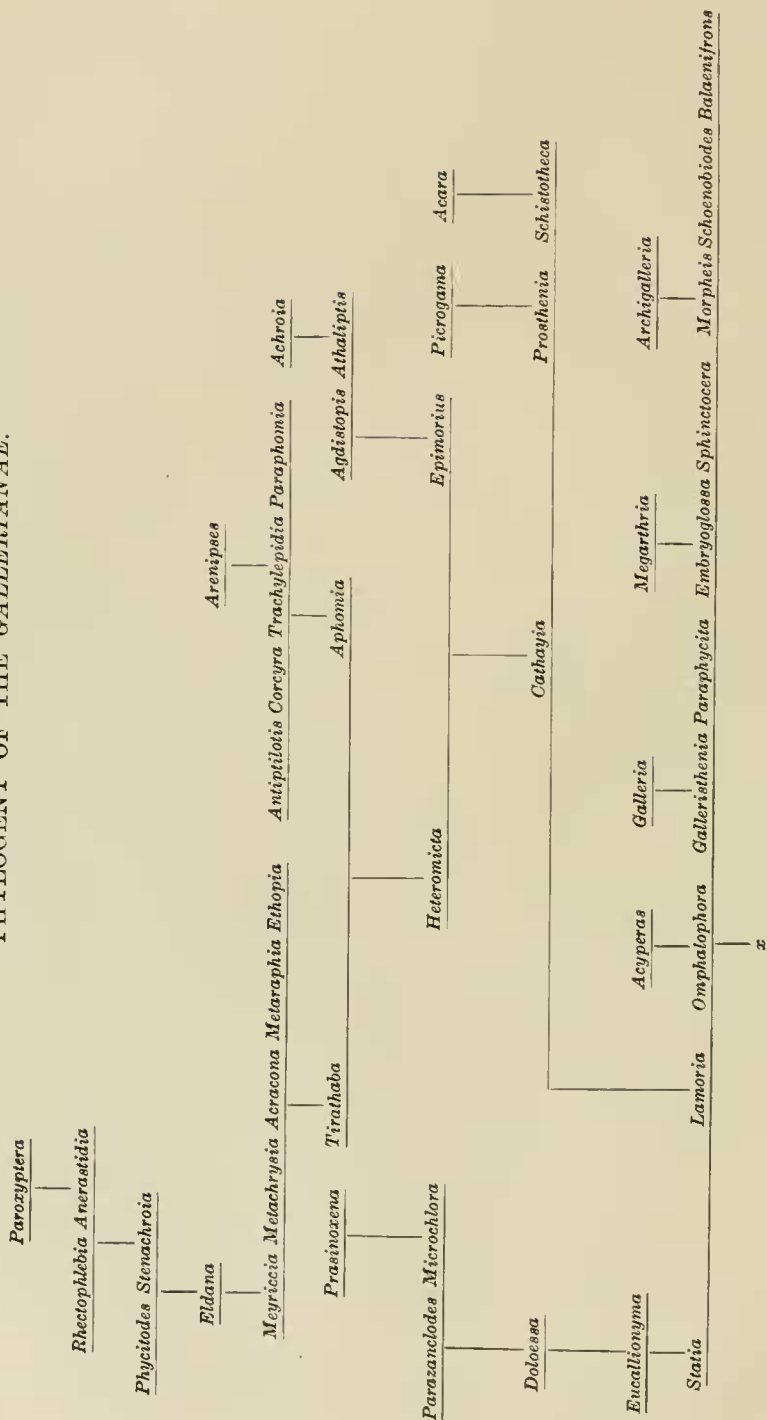 PHYLOGENY OF THE GALLERIANAE.
Paroxyptera
Rhectophlebia Anerastidia
Phycitodes Stenachroia
Eldana Arenipses
Meyriccia Metachrysia Acracona Metaraphia Ethopia Antiptilotis Corcyra Trachylepidia Paraphomia Achroia
Prasinoxena Tirathaba Aphomia Agdistopis Athaliptis
Parazanclodes Microchlora Heteromicta Epimorius Picrogama Acara
Doloessa Cathayia Prosthenia Schistotheca
Eucallionyma Acyperas Galleria Megarthria Archigalleria
Statia Lamoria Omphalophora Galleristhenia Paraphycita Embryoglossa Sphinctocera Morpheis Schoenobiodes Balaenifrons
x